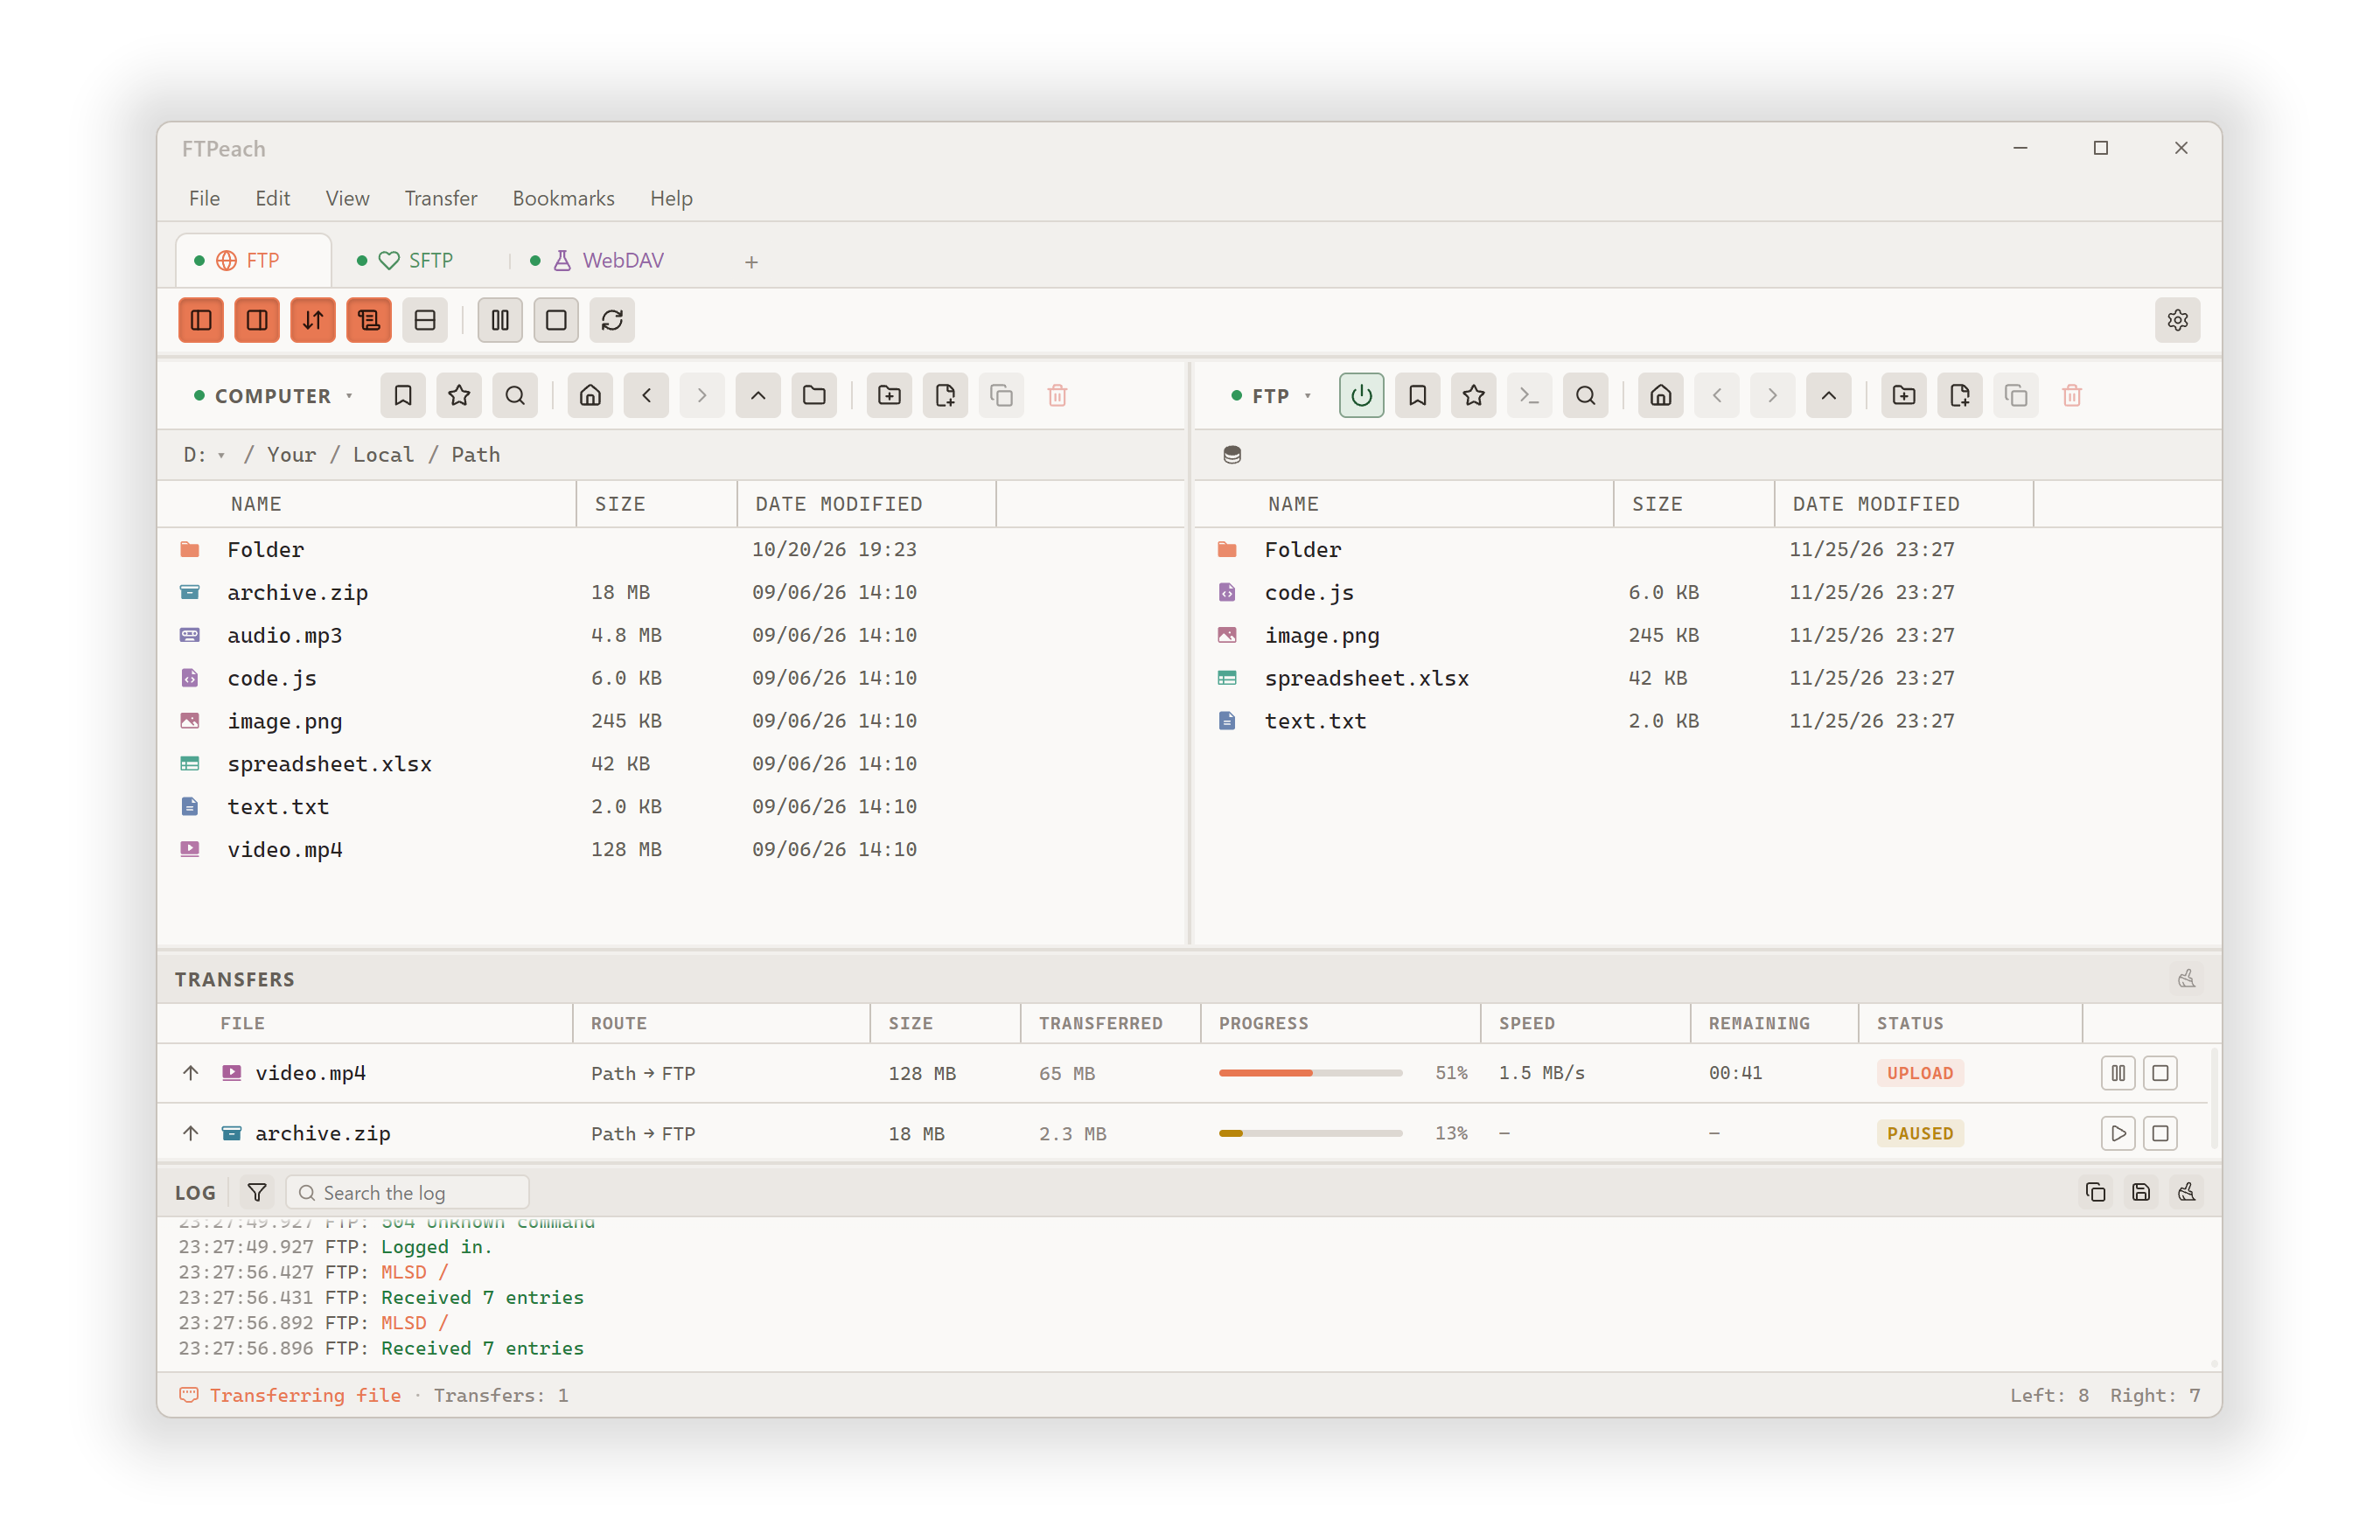 FTPeach
File Edit View Transfer Bookmarks Help
FTP SFTP WebDAV +
COMPUTER
FTP
D: / Your / Local / Path
NAME SIZE DATE MODIFIED
Folder 10/20/26 19:23
archive.zip 18 MB 09/06/26 14:10
audio.mp3 4.8 MB 09/06/26 14:10
code.js 6.0 KB 09/06/26 14:10
image.png 245 KB 09/06/26 14:10
spreadsheet.xlsx 42 KB 09/06/26 14:10
text.txt 2.0 KB 09/06/26 14:10
video.mp4 128 MB 09/06/26 14:10
NAME SIZE DATE MODIFIED
Folder 11/25/26 23:27
code.js 6.0 KB 11/25/26 23:27
image.png 245 KB 11/25/26 23:27
spreadsheet.xlsx 42 KB 11/25/26 23:27
text.txt 2.0 KB 11/25/26 23:27
TRANSFERS
FILE ROUTE SIZE TRANSFERRED PROGRESS SPEED REMAINING STATUS
video.mp4 Path → FTP 128 MB 65 MB 51% 1.5 MB/s 00:41 UPLOAD
archive.zip Path → FTP 18 MB 2.3 MB 13% — — PAUSED
LOG Search the log
23:27:49.927 FTP: 504 Unknown command
23:27:49.927 FTP: Logged in.
23:27:56.427 FTP: MLSD /
23:27:56.431 FTP: Received 7 entries
23:27:56.892 FTP: MLSD /
23:27:56.896 FTP: Received 7 entries
Transferring file · Transfers: 1
Left: 8 Right: 7